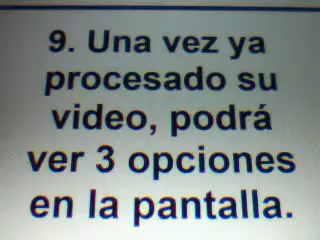 9. Una vez ya
procesado su
video, podrá
ver 3 opciones
en la pantalla.